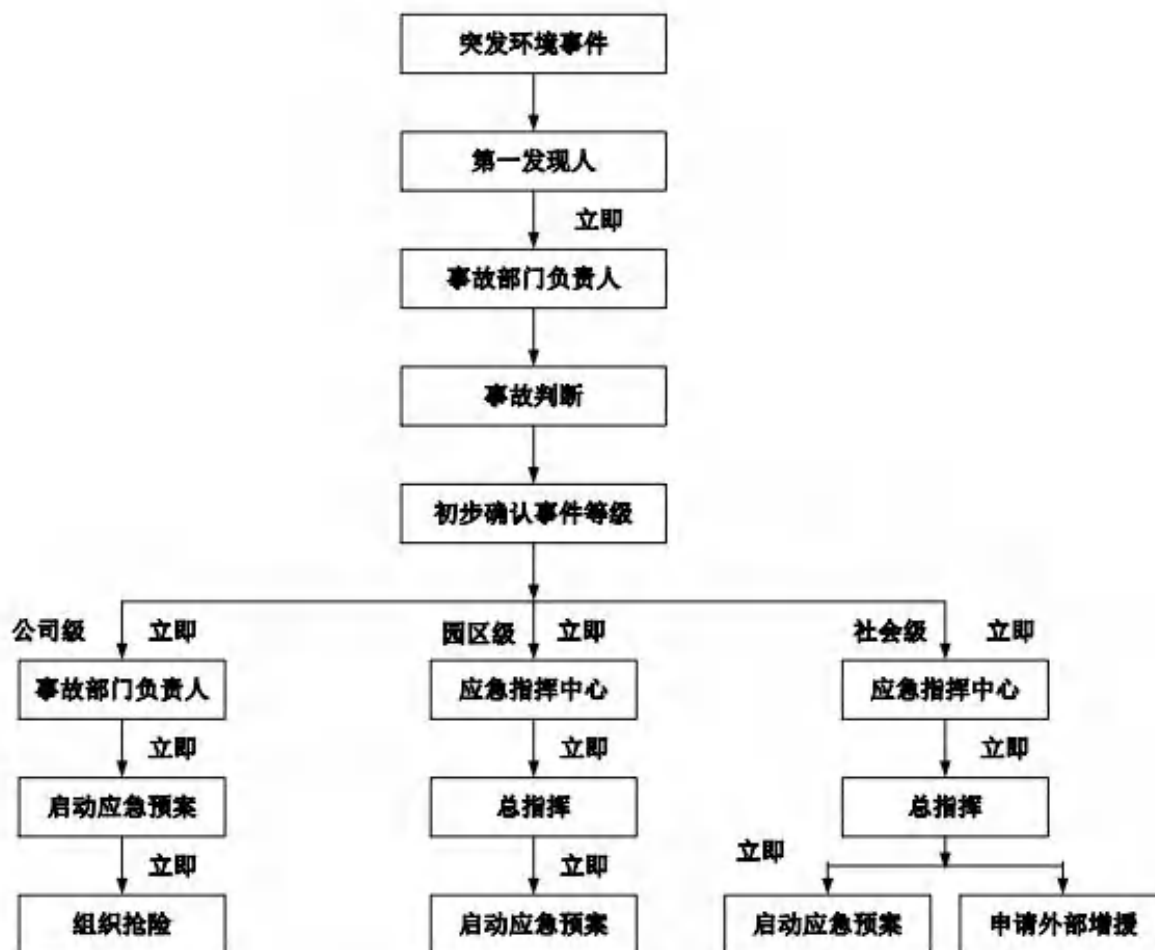 突发环境事件
第一发现人
立即
事故部门负责人
事故判断
初步确认事件等级
公司级 立即 园区级 立即 社会级 立即
事故部门负责人 应急指挥中心 应急指挥中心
立即 立即 立即
启动应急预案 总指挥 总指挥
立即 立即 立即
组织抢险 启动应急预案 启动应急预案 申请外部增援